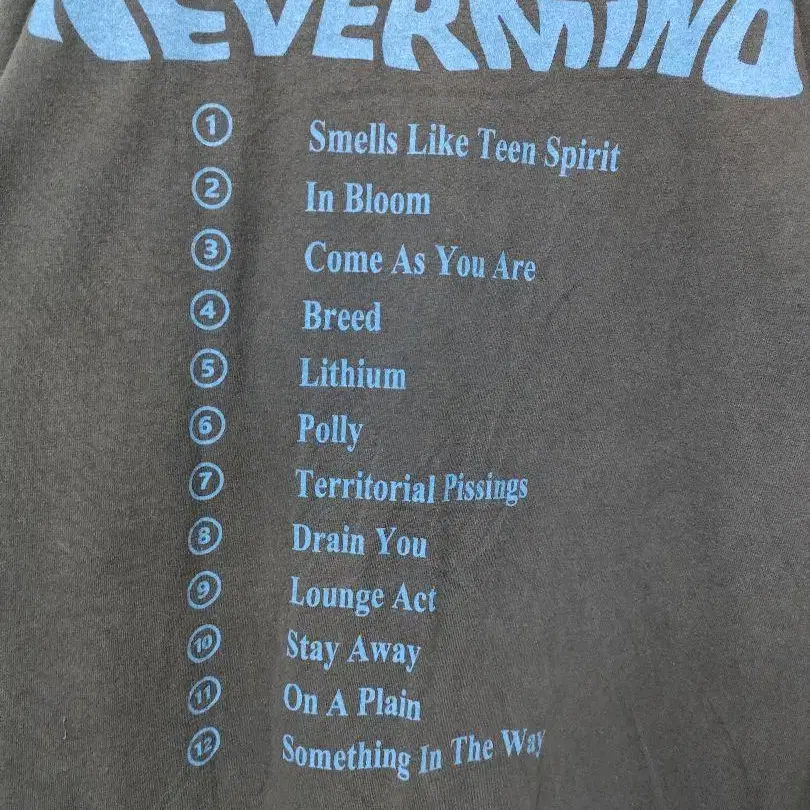 NEVERMIND
1 Smells Like Teen Spirit
2 In Bloom
3 Come As You Are
4 Breed
5 Lithium
6 Polly
7 Territorial Pissings
8 Drain You
9 Lounge Act
10 Stay Away
11 On A Plain
12 Something In The Way